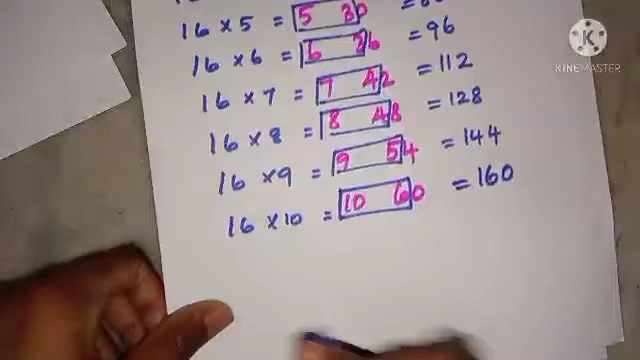 16 × 5 = 5 30
16 × 6 = 6 36 = 96
16 × 7 = 7 42 = 112
16 × 8 = 8 48 = 128
16 × 9 = 9 54 = 144
16 × 10 = 10 60 = 160
KINEMASTER